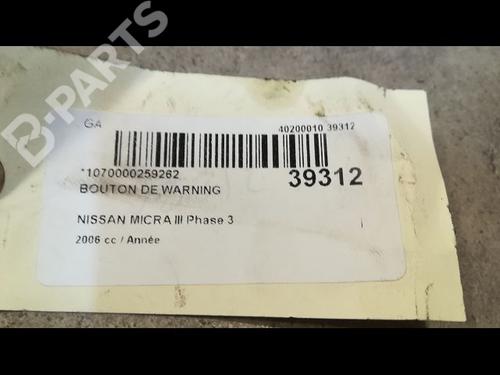 B-PARTS
GA
40200010 39312
*1070000259262
39312
BOUTON DE WARNING
NISSAN MICRA III Phase 3
2006 cc / Année